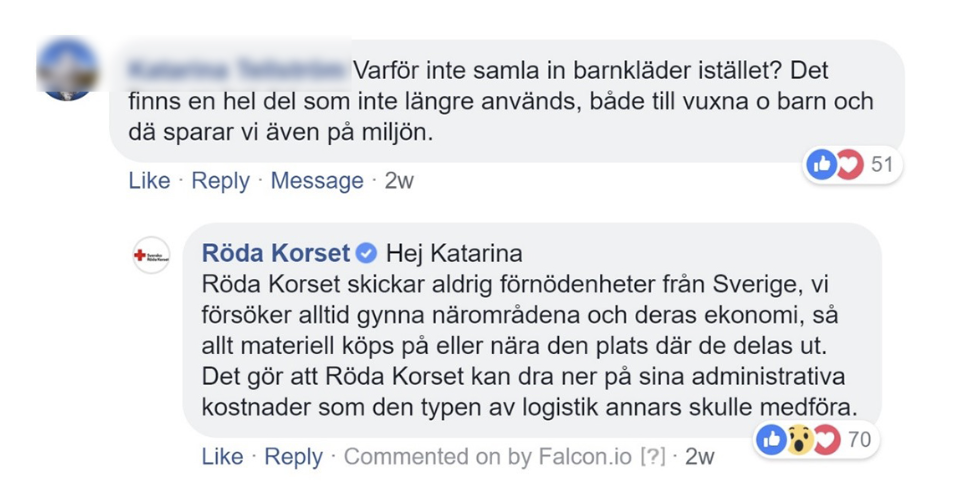 Varför inte samla in barnkläder istället? Det
finns en hel del som inte längre används, både till vuxna o barn och
dä sparar vi även på miljön.
51
Like · Reply · Message · 2w
Röda Korset Hej Katarina
Röda Korset skickar aldrig förnödenheter från Sverige, vi
försöker alltid gynna närområdena och deras ekonomi, så
allt materiell köps på eller nära den plats där de delas ut.
Det gör att Röda Korset kan dra ner på sina administrativa
kostnader som den typen av logistik annars skulle medföra.
70
Like · Reply · Commented on by Falcon.io [?] · 2w